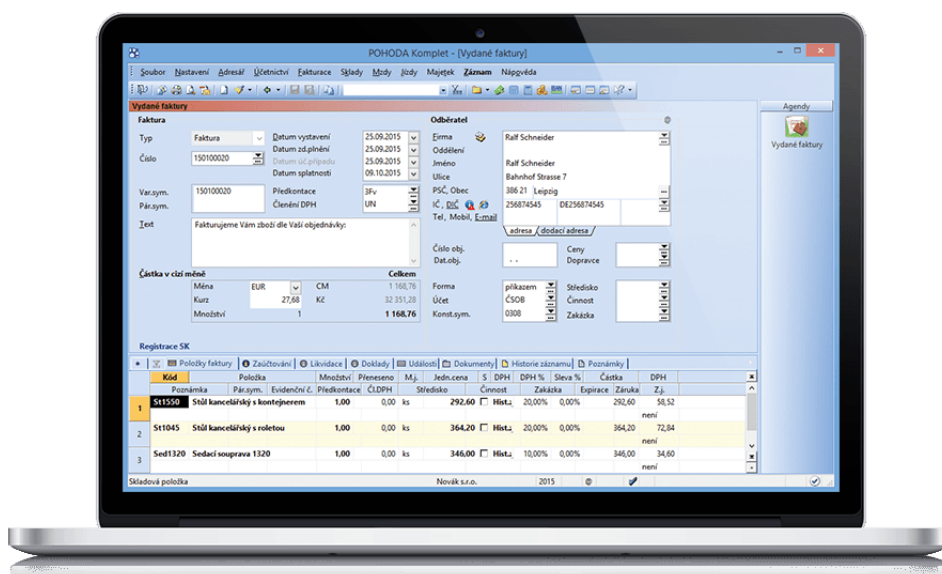 POHODA Komplet - [Vydané faktury]
Soubor Nastavení Adresář Účetnictví Fakturace Sklady Mzdy Jízdy Majetek Záznam Nápověda
Vydané faktury
Agendy
Vydané faktury
Faktura
Typ Faktura
Číslo 150100020
Datum vystavení 25.09.2015
Datum zd.plnění 25.09.2015
Datum úč.případu 25.09.2015
Datum splatnosti 09.10.2015
Var.sym. 150100020
Pár.sym.
Předkontace 3Fv
Členění DPH UN
Text Fakturujeme Vám zboží dle Vaší objednávky:
Částka v cizí měně Celkem
Měna EUR CM 1 168,76
Kurz 27,68 Kč 32 351,28
Množství 1 1 168,76
Odběratel
Firma Ralf Schneider
Oddělení
Jméno Ralf Schneider
Ulice Bahnhof Strasse 7
PSČ, Obec 386 21 Leipzig
IČ, DIČ 256874545 DE256874545
Tel, Mobil, E-mail
adresa dodací adresa
Číslo obj. Ceny
Dat.obj. . . Dopravce
Forma příkazem Středisko
Účet ČSOB Činnost
Konst.sym. 0308 Zakázka
Registrace SK
Položky faktury Zaúčtování Likvidace Doklady Události Dokumenty Historie záznamu Poznámky
Kód Položka Množství Přeneseno M.j. Jedn.cena S DPH DPH % Sleva % Částka DPH
Poznámka Pár.sym. Evidenční č. Předkontace Čl.DPH Středisko Činnost Zakázka Expirace Záruka Z.j.
1 St1550 Stůl kancelářský s kontejnerem 1,00 0,00 ks 292,60 Hist. 20,00% 0,00% 292,60 58,52
není
2 St1045 Stůl kancelářský s roletou 1,00 0,00 ks 364,20 Hist. 20,00% 0,00% 364,20 72,84
není
3 Sed1320 Sedací souprava 1320 1,00 0,00 ks 346,00 Hist. 10,00% 0,00% 346,00 34,60
není
Skladová položka Novák s.r.o. 2015 @